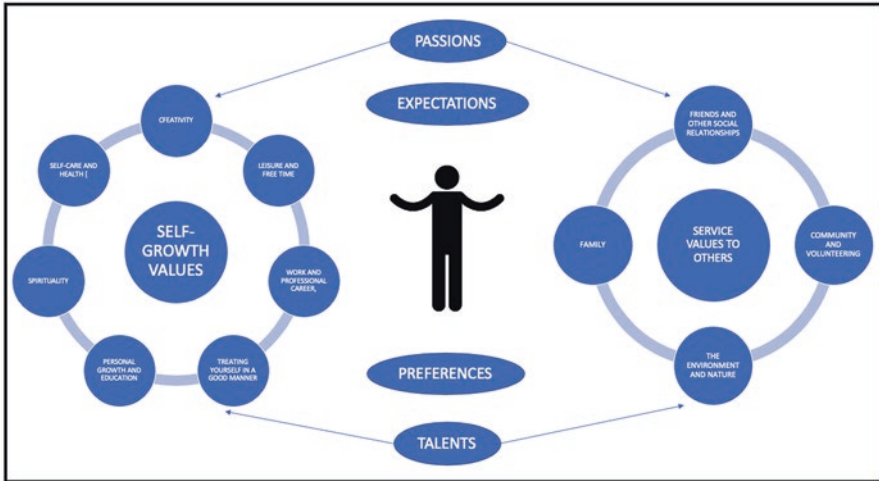 PASSIONS
EXPECTATIONS
CREATIVITY
SELF-CARE AND
HEALTH (
LEISURE AND
FREE TIME
SELF-
GROWTH
VALUES
SPIRITUALITY
WORK AND
PROFESSIONAL
CAREER,
PERSONAL
GROWTH AND
EDUCATION
TREATING
YOURSELF IN A
GOOD MANNER
FRIENDS AND
OTHER SOCIAL
RELATIONSHIPS
FAMILY
SERVICE
VALUES TO
OTHERS
COMMUNITY
AND
VOLUNTEERING
THE
ENVIRONMENT
AND NATURE
PREFERENCES
TALENTS